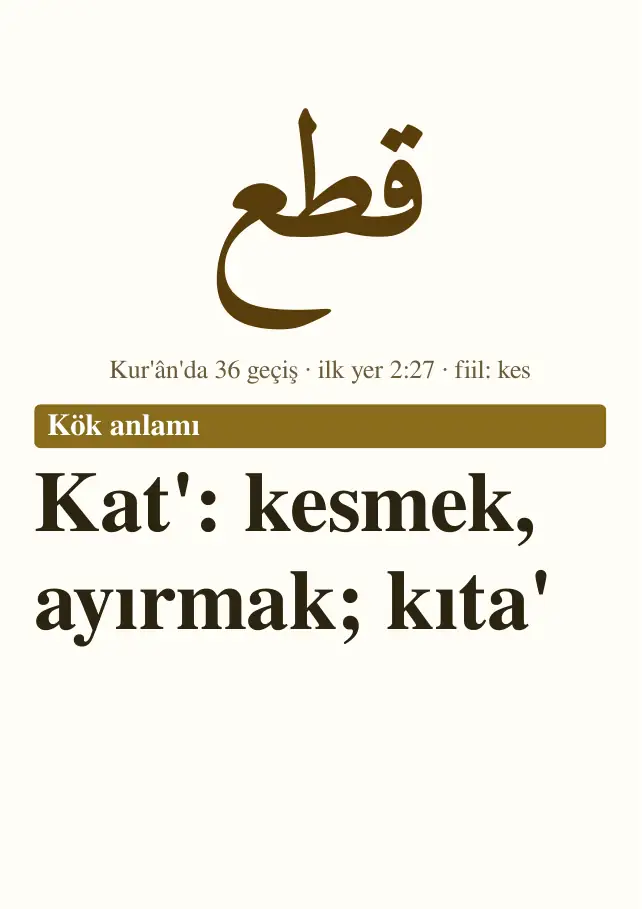 قطع
Kur'ân'da 36 geçiş · ilk yer 2:27 · fiil: kes
Kök anlamı
Kat': kesmek,
ayırmak; kıta'